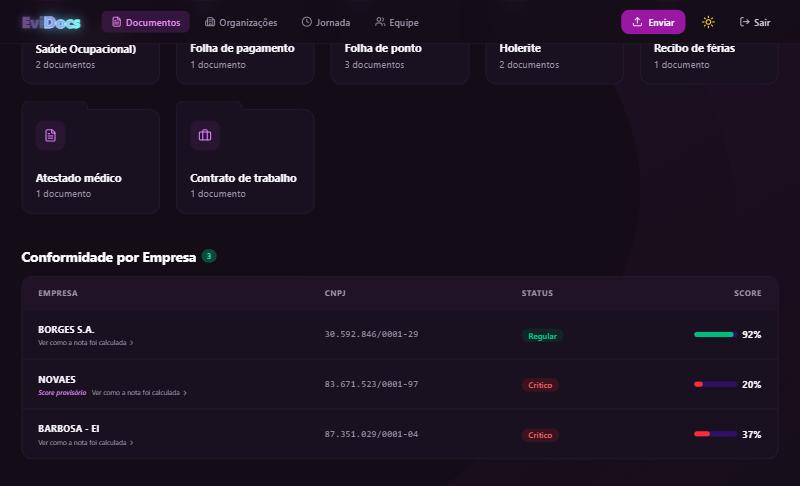 EviDocs
Documentos
Organizações
Jornada
Equipe
Enviar
Sair
Saúde Ocupacional)
2 documentos
Folha de pagamento
1 documento
Folha de ponto
3 documentos
Holerite
2 documentos
Recibo de férias
1 documento
Atestado médico
1 documento
Contrato de trabalho
1 documento
Conformidade por Empresa 3
EMPRESA CNPJ STATUS SCORE
BORGES S.A. 30.592.846/0001-29 Regular 92%
Ver como a nota foi calculada ›
NOVAES 83.671.523/0001-97 Crítico 20%
Score provisório Ver como a nota foi calculada ›
BARBOSA - EI 87.351.029/0001-04 Crítico 37%
Ver como a nota foi calculada ›